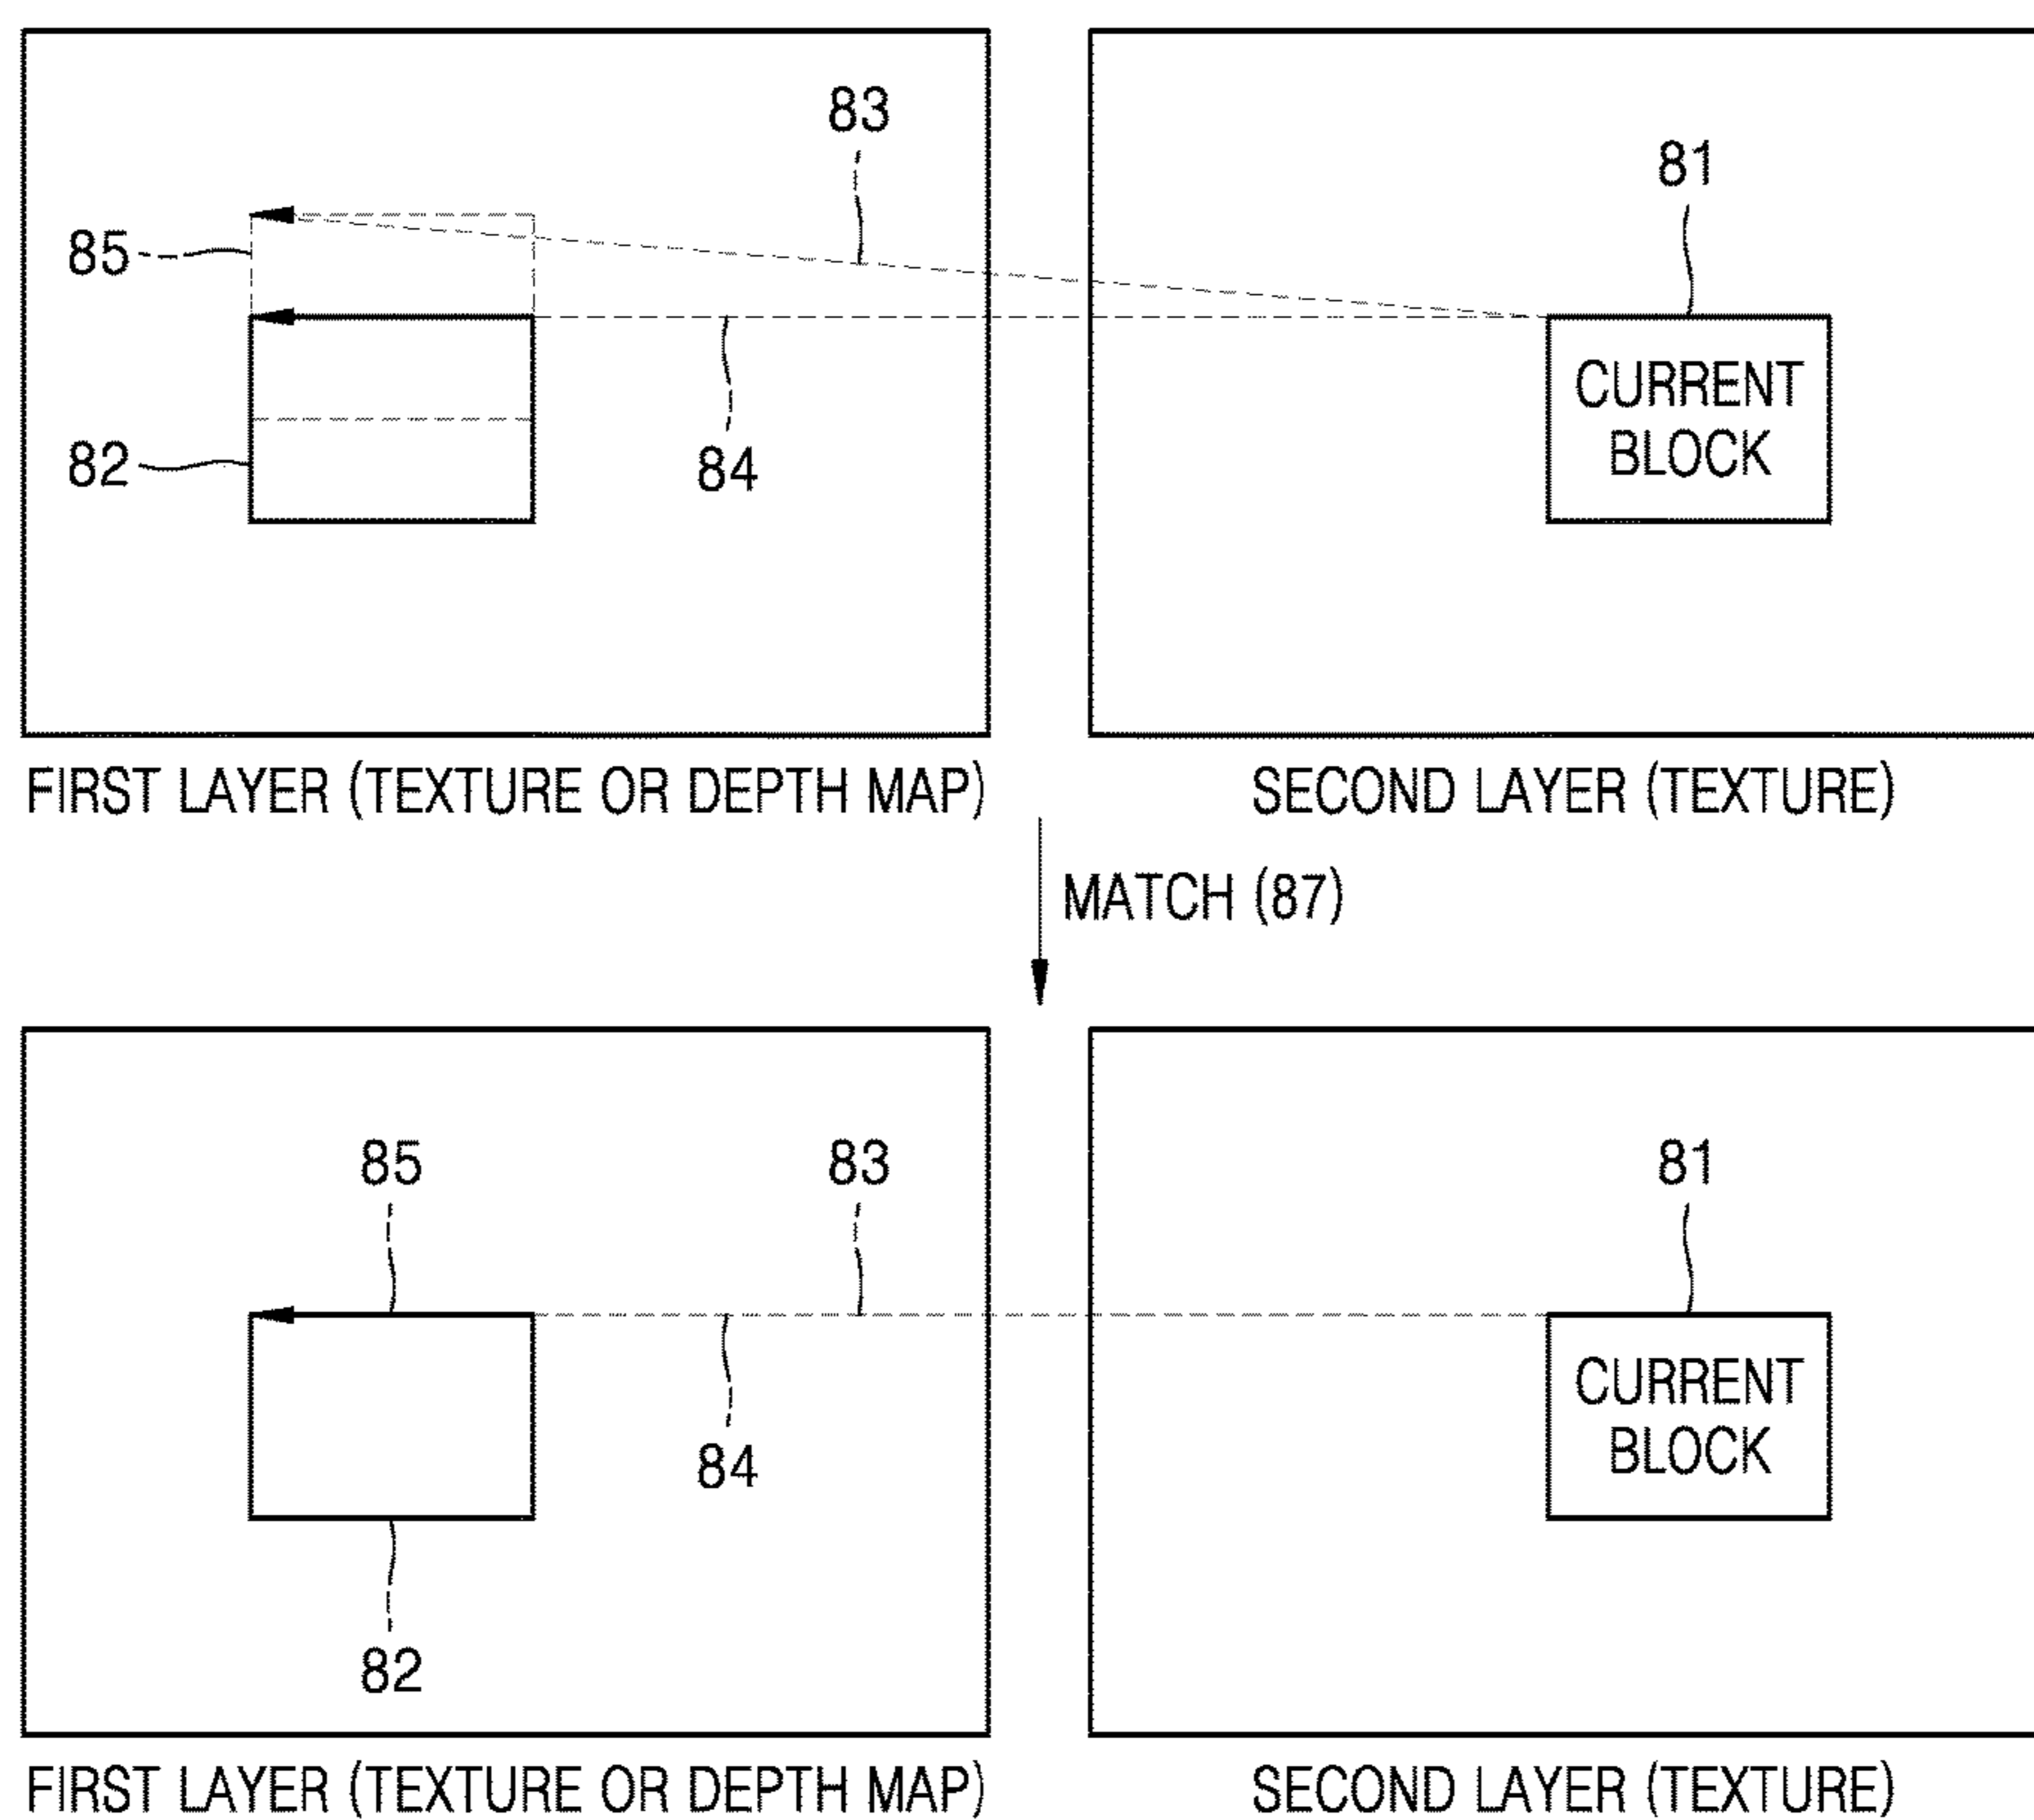 83
81
85
CURRENT
BLOCK
82
84
FIRST LAYER (TEXTURE OR DEPTH MAP)
SECOND LAYER (TEXTURE)
MATCH (87)
85
83
81
CURRENT
BLOCK
84
82
FIRST LAYER (TEXTURE OR DEPTH MAP)
SECOND LAYER (TEXTURE)